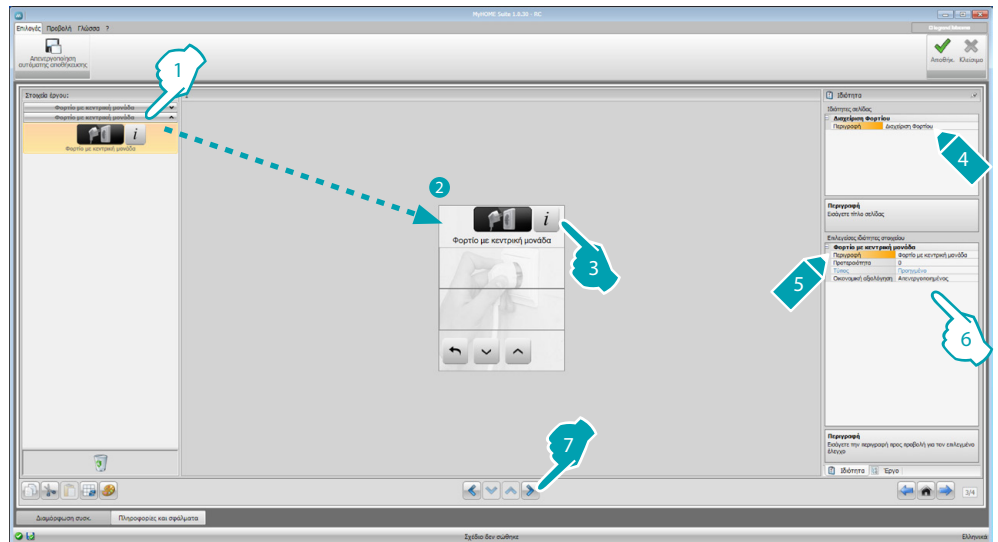 MyHOME Suite 1.0.20 - RC
Επιλογές Προβολή Γλώσσα ?
Απενεργοποίηση
αυτόματης αποθήκευσης
Αποθήκ. Κλείσιμο
1
Στοιχεία έργου:
Φορτίο με κεντρική μονάδα
Φορτίο με κεντρική μονάδα
i
Φορτίο με κεντρική μονάδα
2
i
Φορτίο με κεντρική μονάδα
3
Ιδιότητα
Ιδιότητες σελίδας
Διαχείριση Φορτίου
Περιγραφή Διαχείριση Φορτίου
4
Περιγραφή
Εισάγετε τίτλο σελίδας
Επιλεγείσες ιδιότητες στοιχείου
Φορτίο με κεντρική μονάδα
Περιγραφή Φορτίο με κεντρική μονάδα
Προτεραιότητα 0
Τύπος Προηγμένο
Οικονομική αξιολόγηση Απενεργοποιημένος
5
6
7
Περιγραφή
Εισάγετε την περιγραφή προς προβολή για τον επιλεγμένο
έλεγχο
Ιδιότητα Έργο
3/4
Διαμόρφωση συσκ. Πληροφορίες και σφάλματα
Σχέδιο δεν σώθηκε Ελληνικά